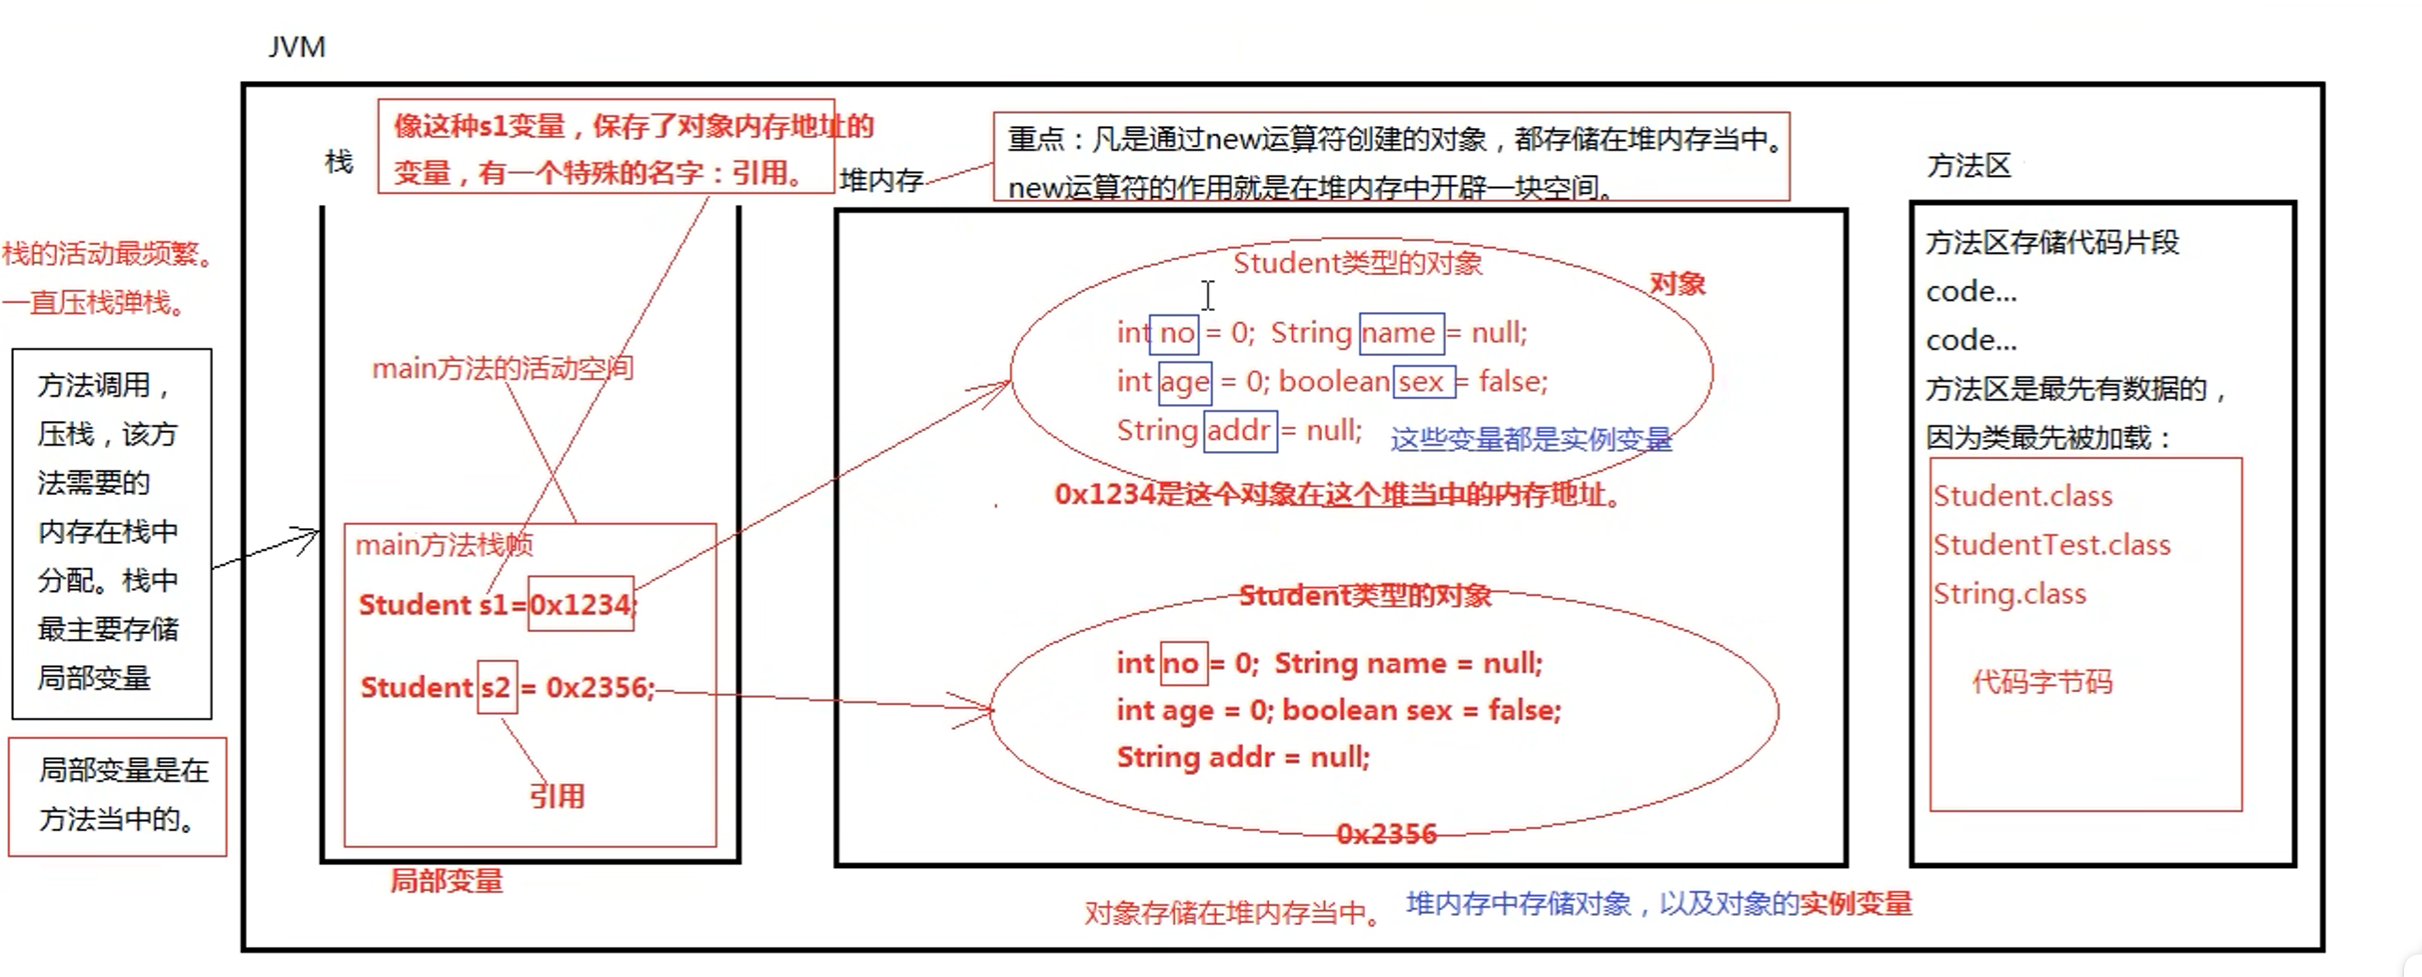 JVM
栈
像这种s1变量，保存了对象内存地址的
变量，有一个特殊的名字：引用。
堆内存
重点：凡是通过new运算符创建的对象，都存储在堆内存当中。
new运算符的作用就是在堆内存中开辟一块空间。
方法区
栈的活动最频繁。
一直压栈弹栈。
方法调用，
压栈，该方
法需要的
内存在栈中
分配。栈中
最主要存储
局部变量
局部变量是在
方法当中的。
main方法的活动空间
main方法栈帧
Student s1=0x1234;
Student s2 = 0x2356;
引用
局部变量
Student类型的对象
对象
int no = 0; String name = null;
int age = 0; boolean sex = false;
String addr = null;
这些变量都是实例变量
0x1234是这个对象在这个堆当中的内存地址。
Student类型的对象
int no = 0; String name = null;
int age = 0; boolean sex = false;
String addr = null;
0x2356
对象存储在堆内存当中。
堆内存中存储对象，以及对象的实例变量
方法区存储代码片段
code...
code...
方法区是最先有数据的，
因为类最先被加载：
Student.class
StudentTest.class
String.class
代码字节码